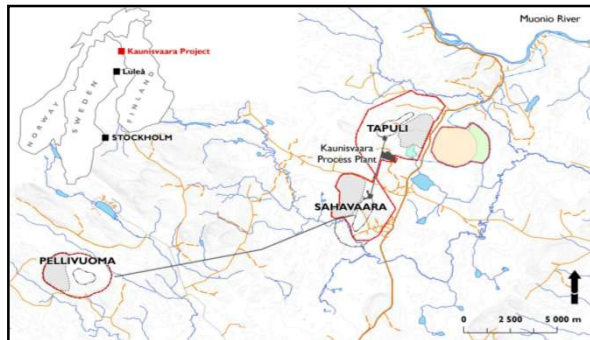 Muonio River
Kaunisvaara Project
Luleå
NORWAY
SWEDEN
FINLAND
STOCKHOLM
TAPULI
Kaunisvaara
Process Plant
SAHAVAARA
PELLIVUOMA
0 2 500 5 000 m